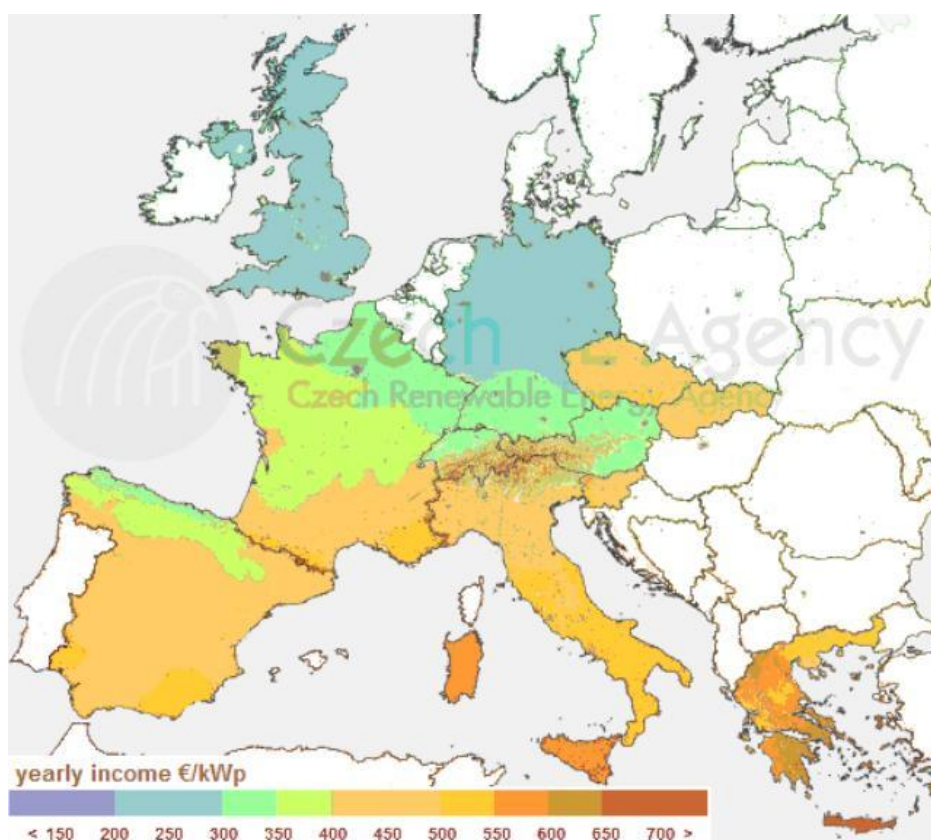 Czech RE Agency
Czech Renewable Energy Agency
yearly income €/kWp
< 150 200 250 300 350 400 450 500 550 600 650 700 >